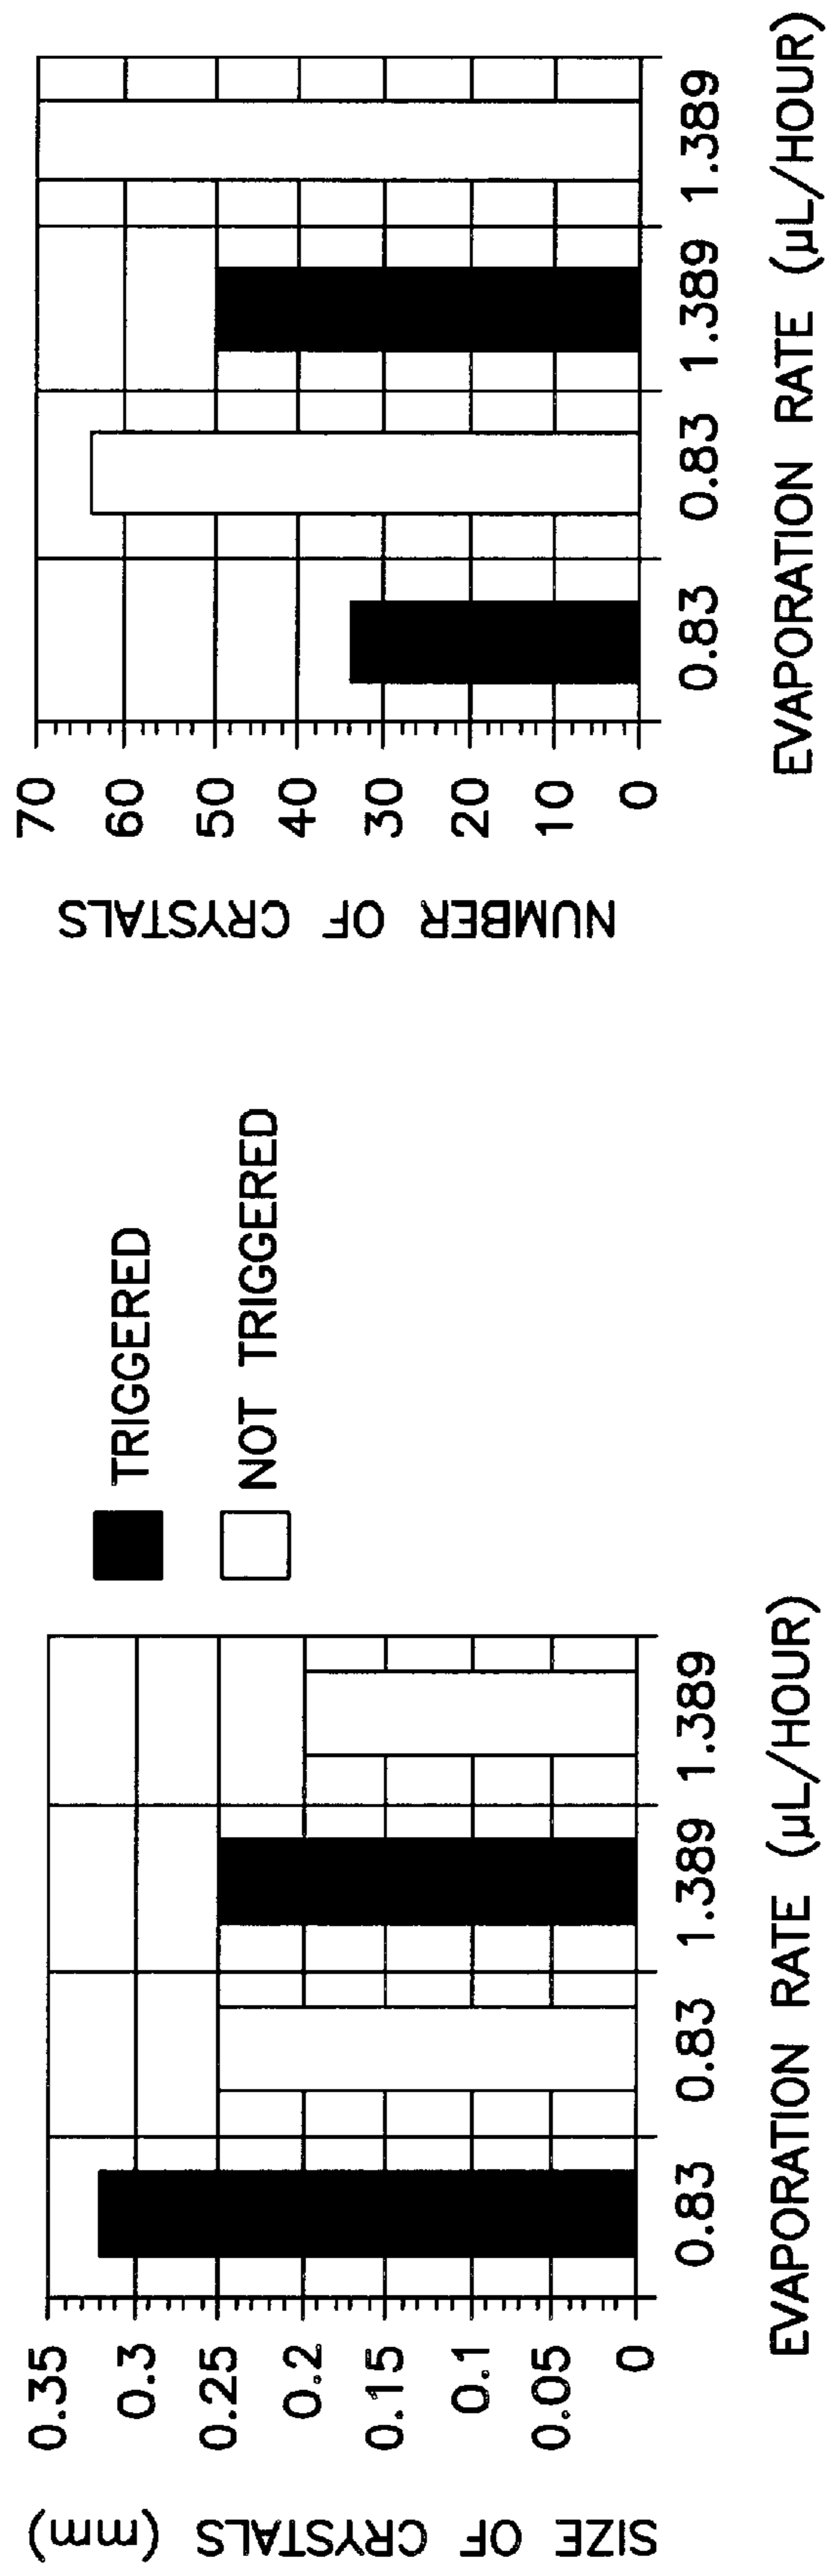 SIZE OF CRYSTALS (mm)
0.35
0.3
0.25
0.2
0.15
0.1
0.05
0
0.83 0.83 1.389 1.389
EVAPORATION RATE (µL/HOUR)
TRIGGERED
NOT TRIGGERED
NUMBER OF CRYSTALS
70
60
50
40
30
20
10
0
0.83 0.83 1.389 1.389
EVAPORATION RATE (µL/HOUR)